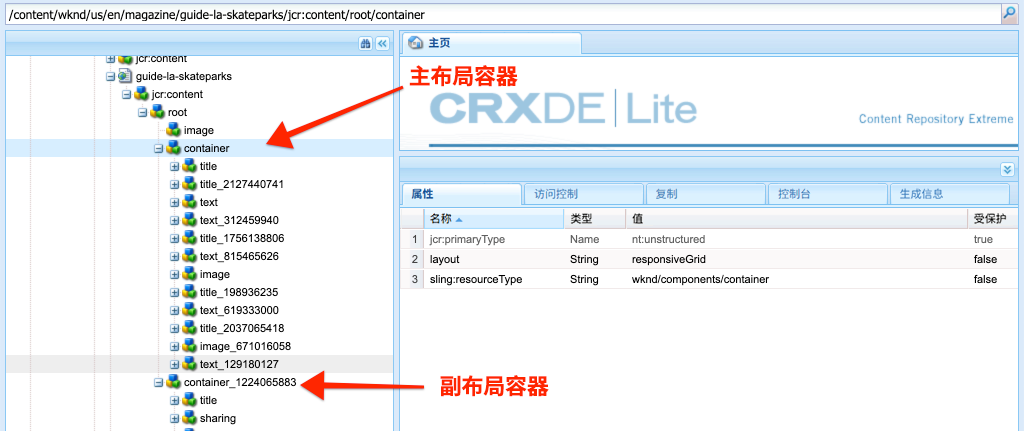 /content/wknd/us/en/magazine/guide-la-skateparks/jcr:content/root/container
jcr:content
guide-la-skateparks
jcr:content
root
image
container
title
title_2127440741
text
text_312459940
title_1756138806
text_815465626
image
title_198936235
text_619333000
title_2037065418
image_671016058
text_129180127
container_1224065883
title
sharing
主布局容器
副布局容器
主页
CRXDE Lite
Content Repository Extreme
属性 访问控制 复制 控制台 生成信息
名称 类型 值 受保护
1 jcr:primaryType Name nt:unstructured true
2 layout String responsiveGrid false
3 sling:resourceType String wknd/components/container false